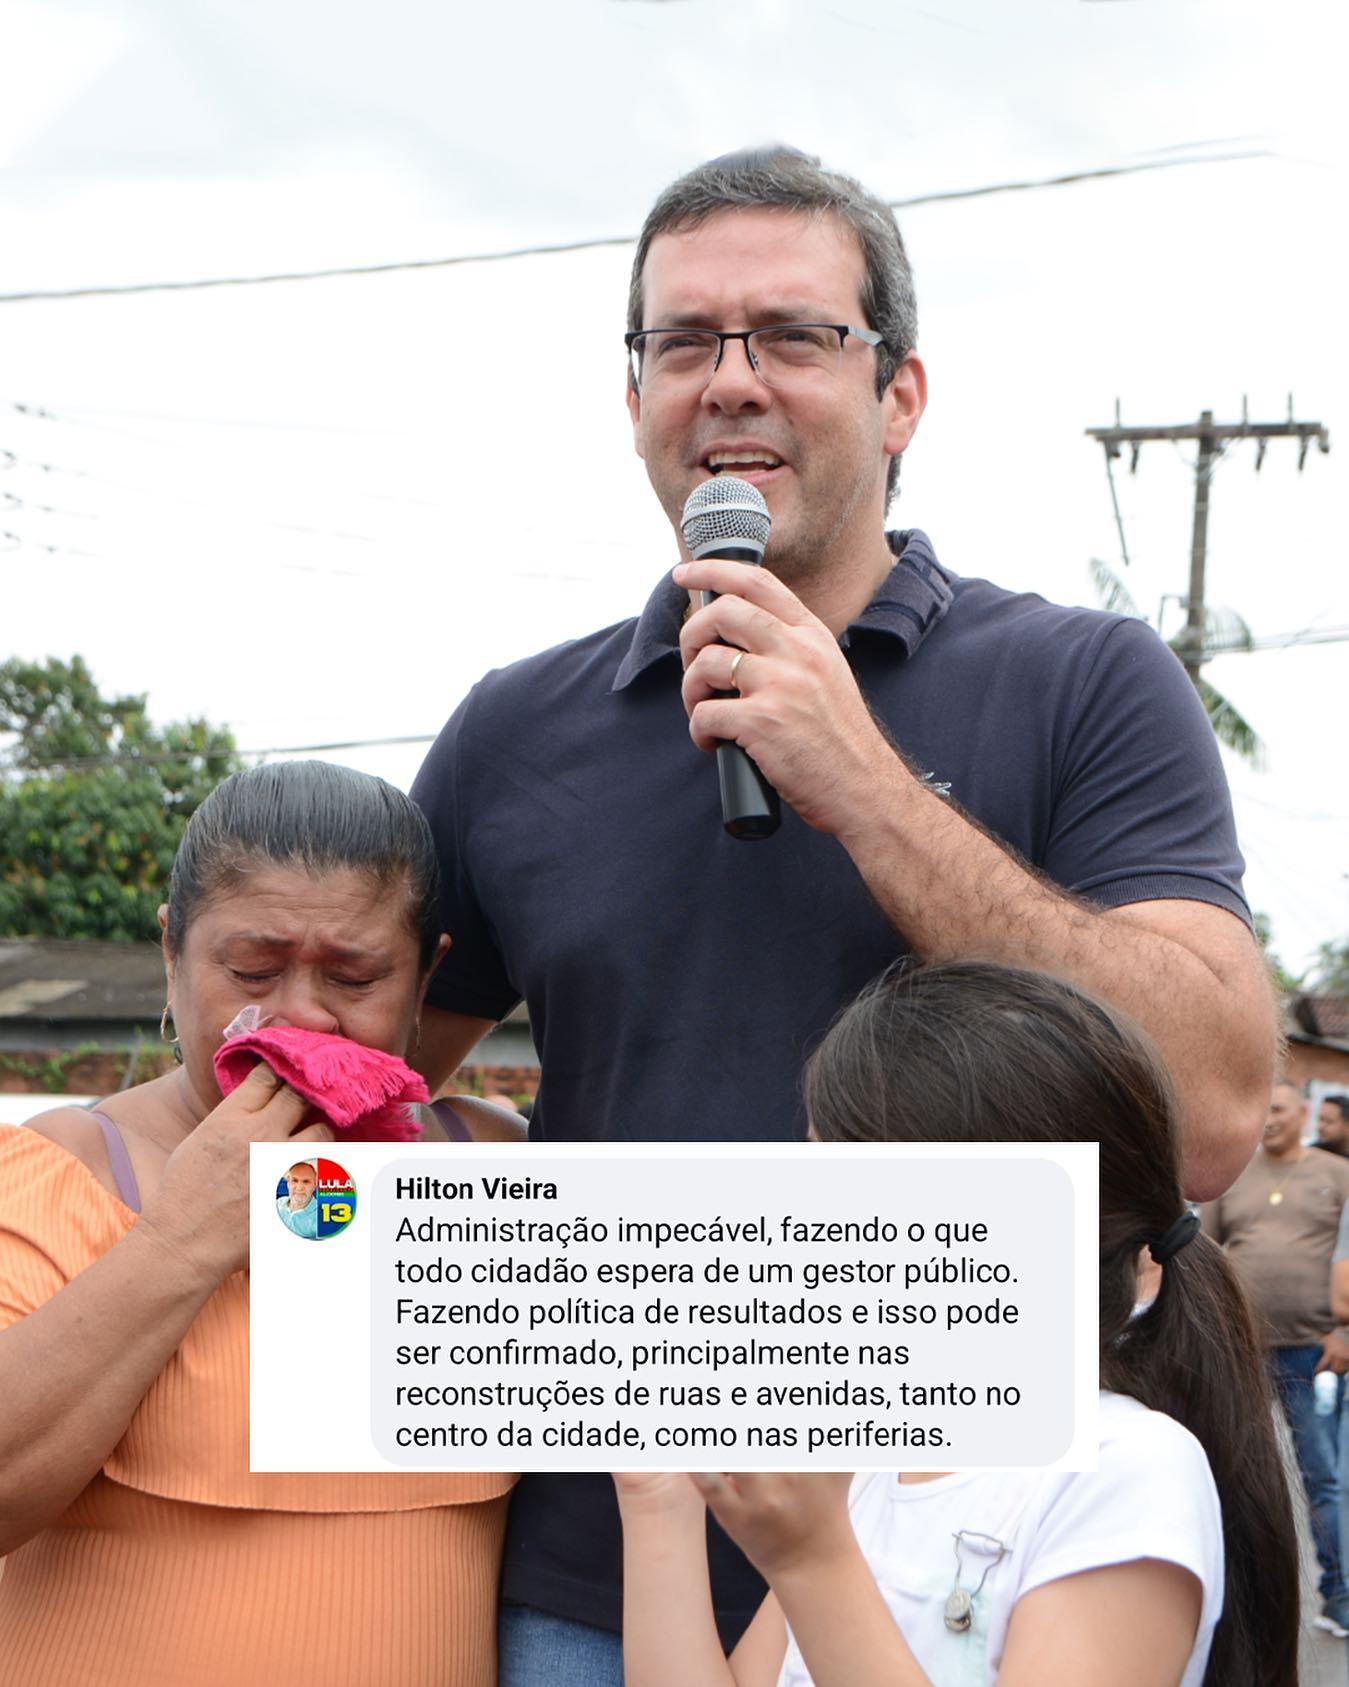 LULA
13
Hilton Vieira
Administração impecável, fazendo o que
todo cidadão espera de um gestor público.
Fazendo política de resultados e isso pode
ser confirmado, principalmente nas
reconstruções de ruas e avenidas, tanto no
centro da cidade, como nas periferias.